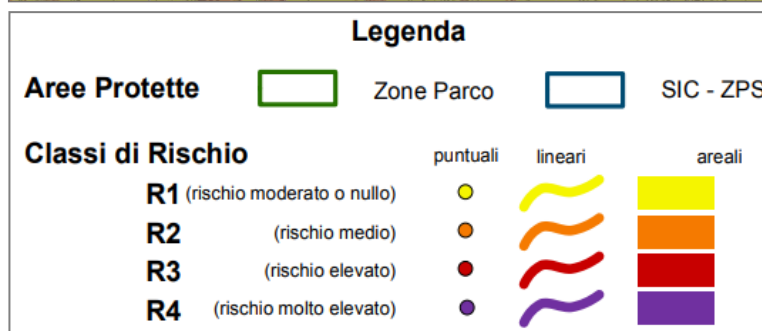 Legenda
Aree Protette Zone Parco SIC - ZPS
Classi di Rischio puntuali lineari areali
R1 (rischio moderato o nullo)
R2 (rischio medio)
R3 (rischio elevato)
R4 (rischio molto elevato)